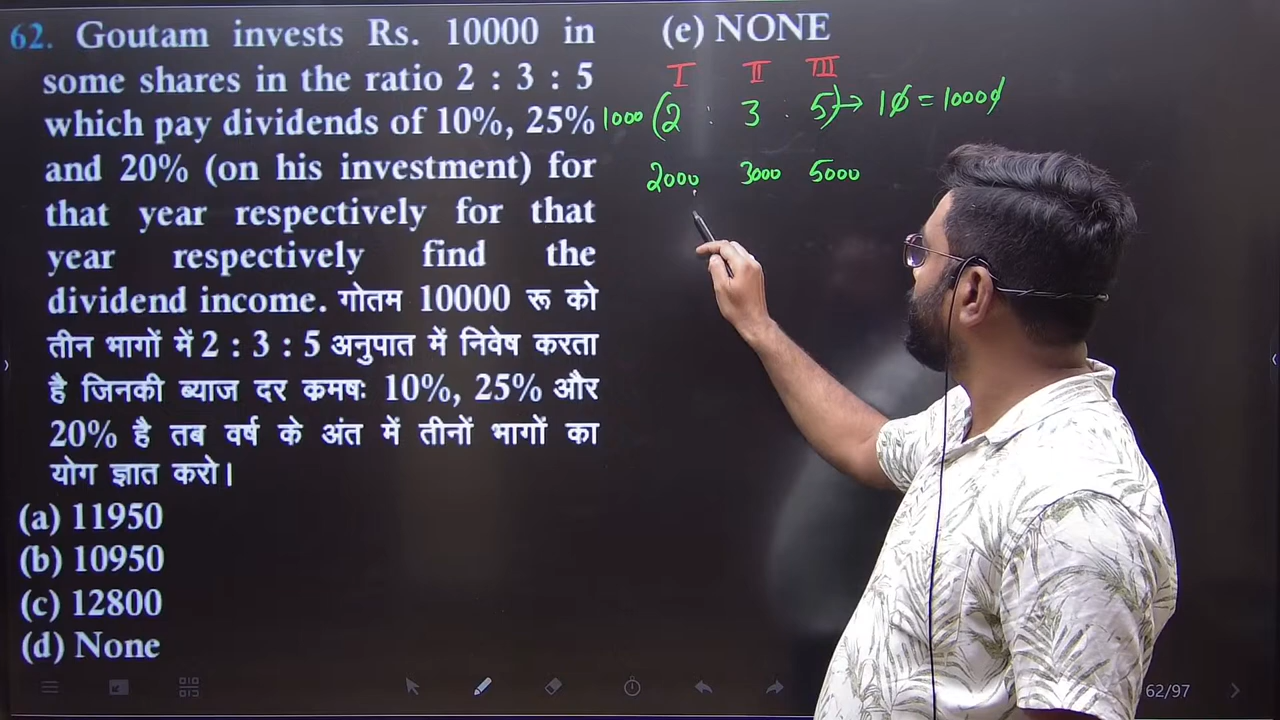 62. Goutam invests Rs. 10000 in
some shares in the ratio 2 : 3 : 5
which pay dividends of 10%, 25%
and 20% (on his investment) for
that year respectively for that
year respectively find the
dividend income. गोतम 10000 रू को
तीन भागों में 2 : 3 : 5 अनुपात में निवेष करता
है जिनकी ब्याज दर कमषः 10%, 25% और
20% है तब वर्ष के अंत में तीनों भागों का
योग ज्ञात करो।
(a) 11950
(b) 10950
(c) 12800
(d) None
(e) NONE
I II III
1000 (2 : 3 : 5) → 10 = 10000
2000 3000 5000
62/97